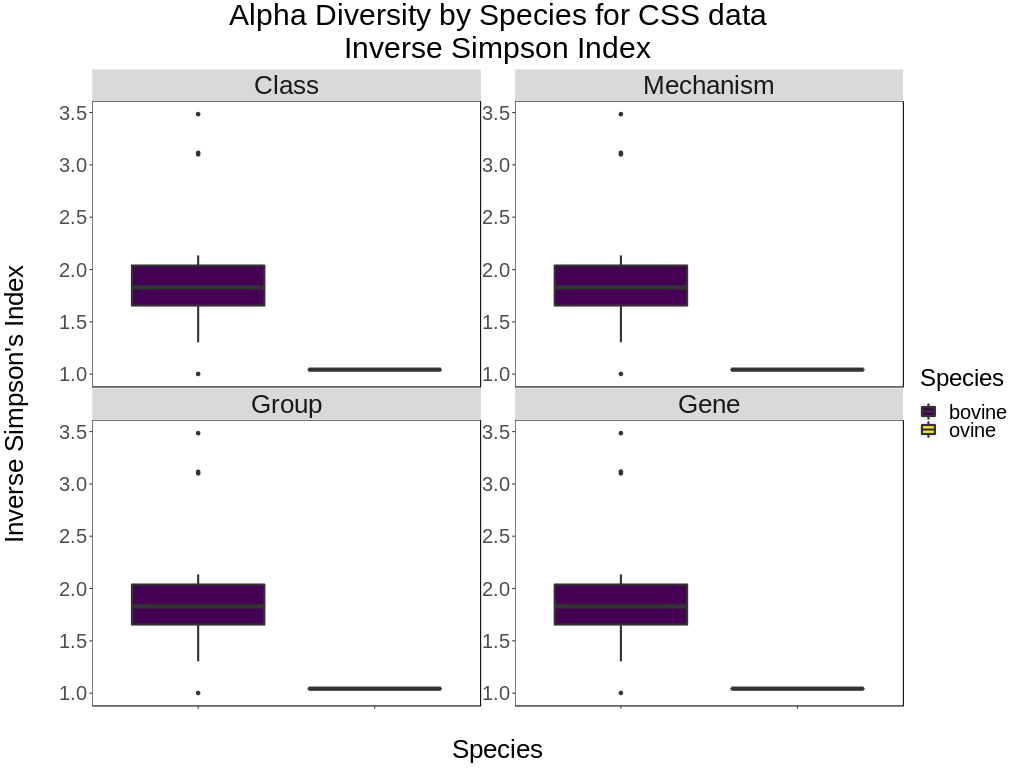 Alpha Diversity by Species for CSS data
Inverse Simpson Index
Class
Mechanism
3.5
3.0
2.5
2.0
1.5
1.0
3.5
3.0
2.5
2.0
1.5
1.0
Group
Gene
3.5
3.0
2.5
2.0
1.5
1.0
3.5
3.0
2.5
2.0
1.5
1.0
Inverse Simpson's Index
Species
Species
bovine
ovine